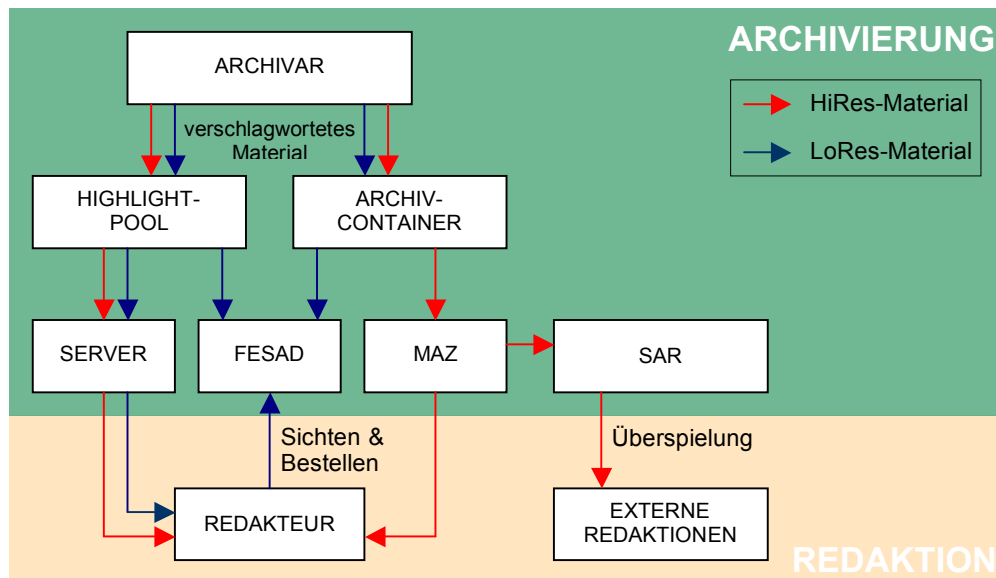 ARCHIVIERUNG
ARCHIVAR
HiRes-Material
LoRes-Material
verschlagwortetes
Material
HIGHLIGHT-
POOL
ARCHIV-
CONTAINER
SERVER
FESAD
MAZ
SAR
Sichten &
Bestellen
Überspielung
REDAKTEUR
EXTERNE
REDAKTIONEN
REDAKTION